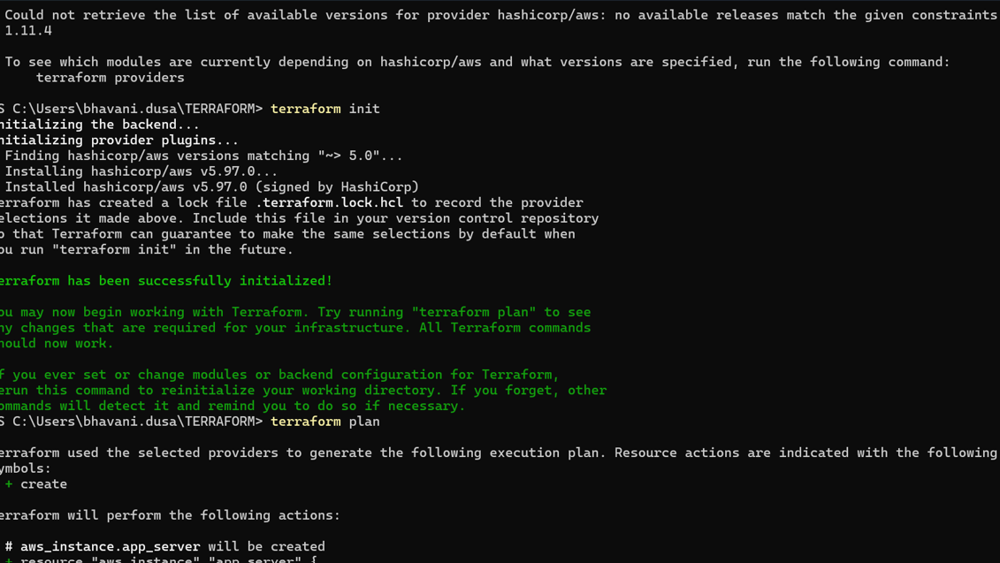 Could not retrieve the list of available versions for provider hashicorp/aws: no available releases match the given constraints
1.11.4
To see which modules are currently depending on hashicorp/aws and what versions are specified, run the following command:
terraform providers
S C:\Users\bhavani.dusa\TERRAFORM> terraform init
nitializing the backend...
nitializing provider plugins...
Finding hashicorp/aws versions matching "~> 5.0"...
Installing hashicorp/aws v5.97.0...
Installed hashicorp/aws v5.97.0 (signed by HashiCorp)
erraform has created a lock file .terraform.lock.hcl to record the provider
elections it made above. Include this file in your version control repository
o that Terraform can guarantee to make the same selections by default when
ou run "terraform init" in the future.
erraform has been successfully initialized!
ou may now begin working with Terraform. Try running "terraform plan" to see
ny changes that are required for your infrastructure. All Terraform commands
hould now work.
f you ever set or change modules or backend configuration for Terraform,
erun this command to reinitialize your working directory. If you forget, other
ommands will detect it and remind you to do so if necessary.
S C:\Users\bhavani.dusa\TERRAFORM> terraform plan
erraform used the selected providers to generate the following execution plan. Resource actions are indicated with the following
ymbols:
+ create
erraform will perform the following actions:
# aws_instance.app_server will be created
+ resource "aws_instance" "app_server" {